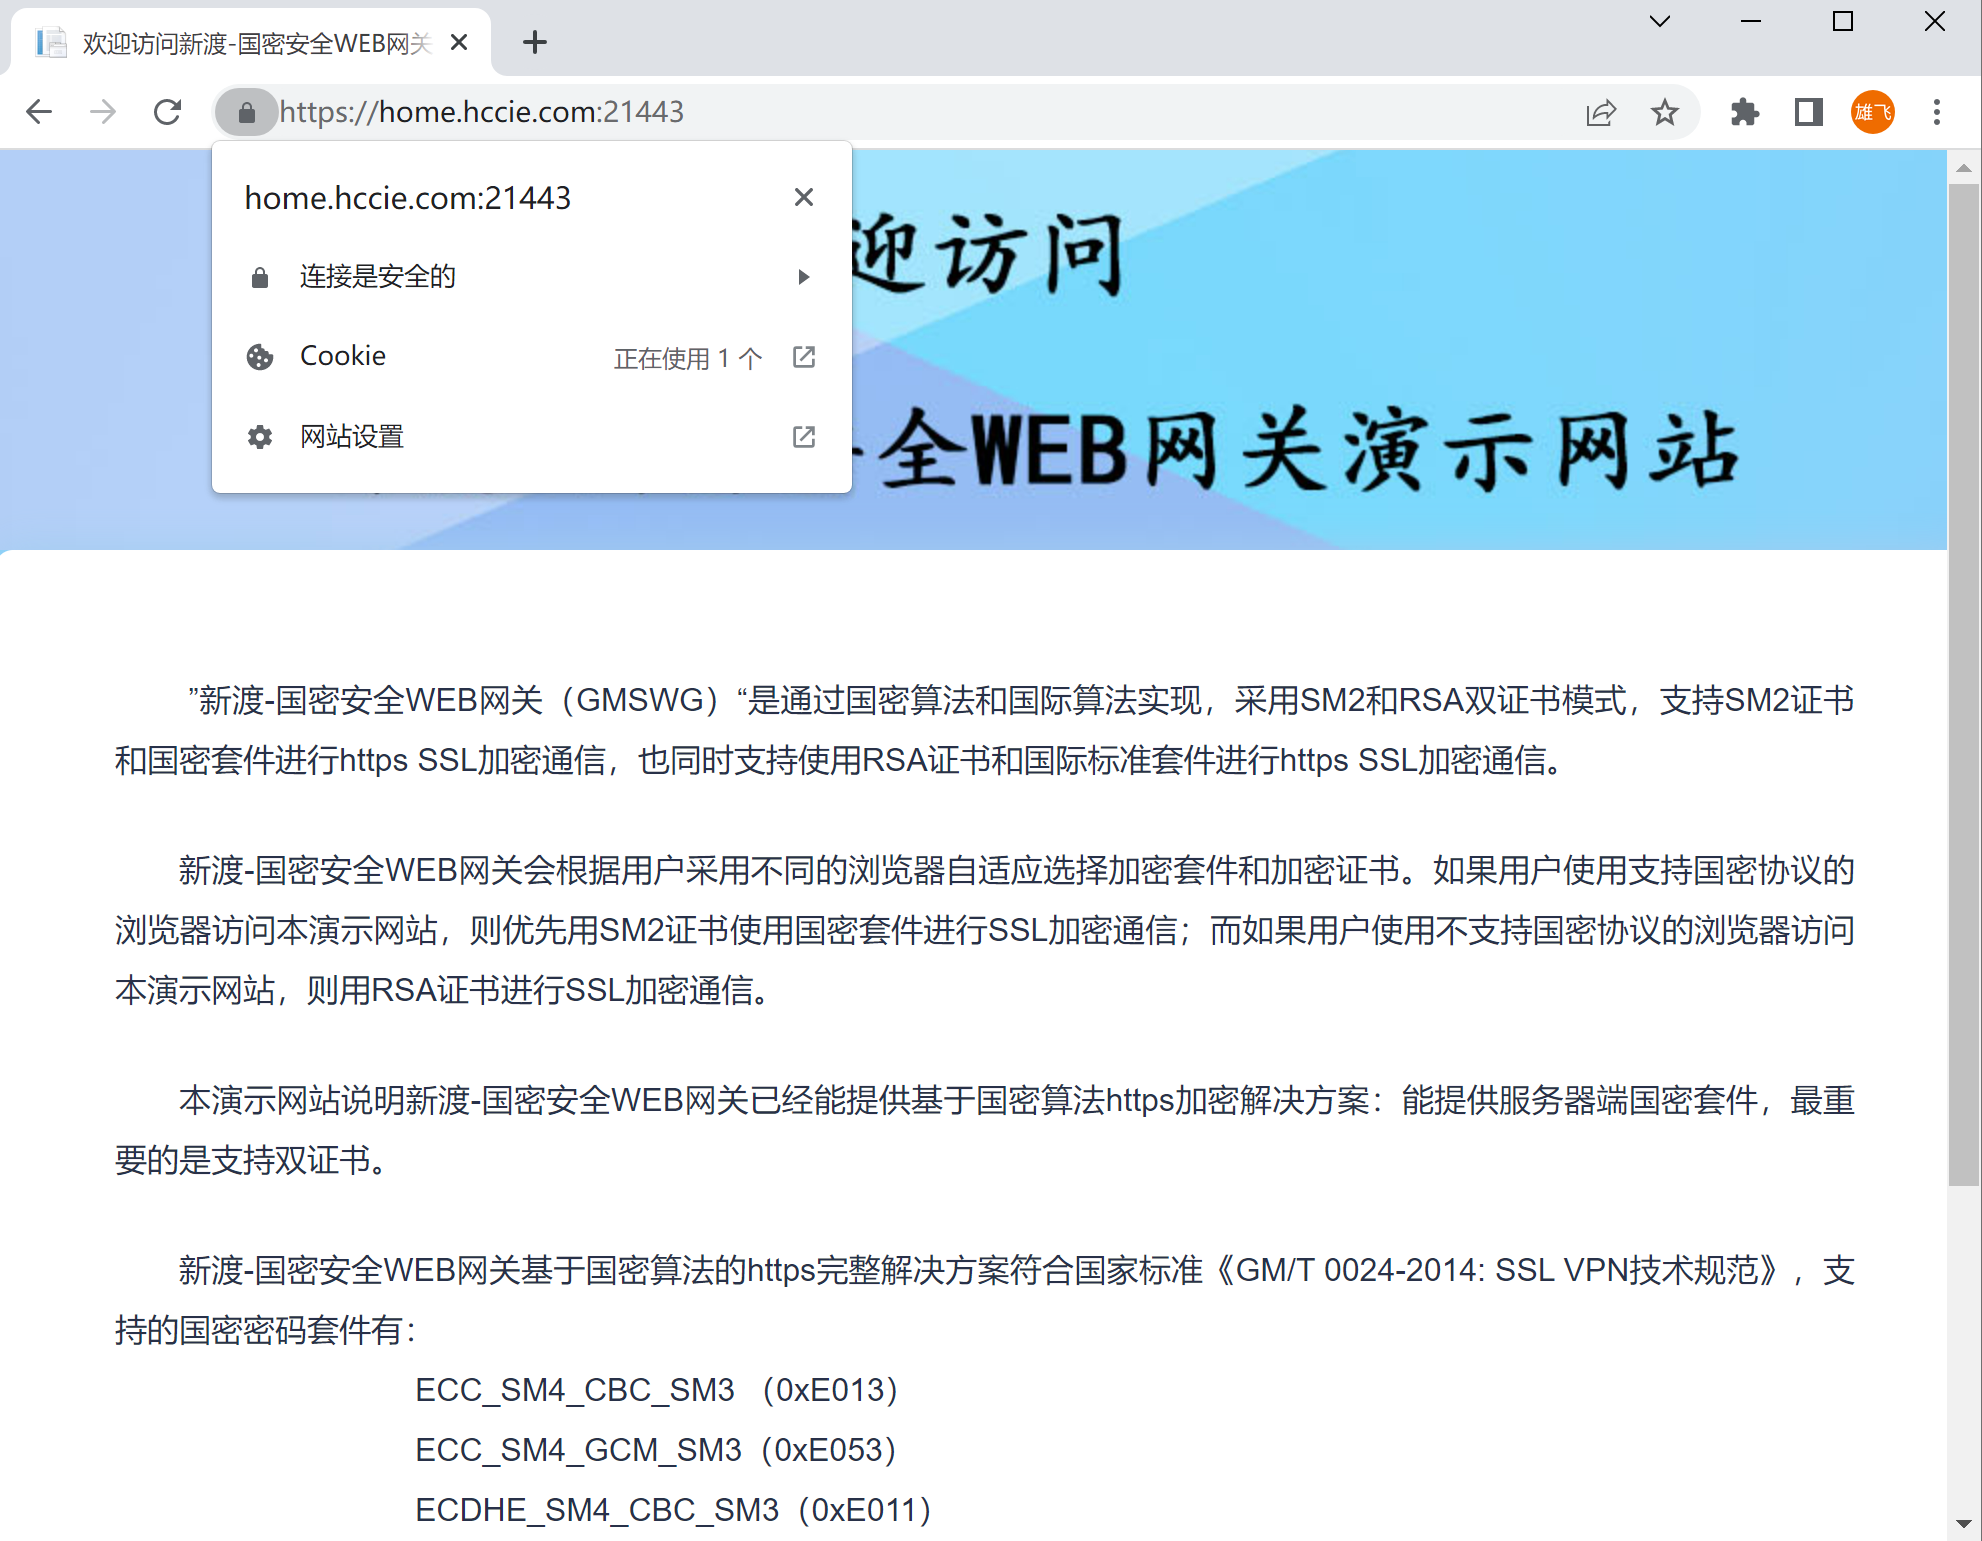 欢迎访问新渡-国密安全WEB网关
https://home.hccie.com:21443
雄飞
home.hccie.com:21443
连接是安全的
Cookie 正在使用 1 个
网站设置
迎访问
全WEB网关演示网站
”新渡-国密安全WEB网关（GMSWG）“是通过国密算法和国际算法实现，采用SM2和RSA双证书模式，支持SM2证书
和国密套件进行https SSL加密通信，也同时支持使用RSA证书和国际标准套件进行https SSL加密通信。
新渡-国密安全WEB网关会根据用户采用不同的浏览器自适应选择加密套件和加密证书。如果用户使用支持国密协议的
浏览器访问本演示网站，则优先用SM2证书使用国密套件进行SSL加密通信；而如果用户使用不支持国密协议的浏览器访问
本演示网站，则用RSA证书进行SSL加密通信。
本演示网站说明新渡-国密安全WEB网关已经能提供基于国密算法https加密解决方案：能提供服务器端国密套件，最重
要的是支持双证书。
新渡-国密安全WEB网关基于国密算法的https完整解决方案符合国家标准《GM/T 0024-2014: SSL VPN技术规范》，支
持的国密密码套件有：
ECC_SM4_CBC_SM3 （0xE013）
ECC_SM4_GCM_SM3（0xE053）
ECDHE_SM4_CBC_SM3（0xE011）